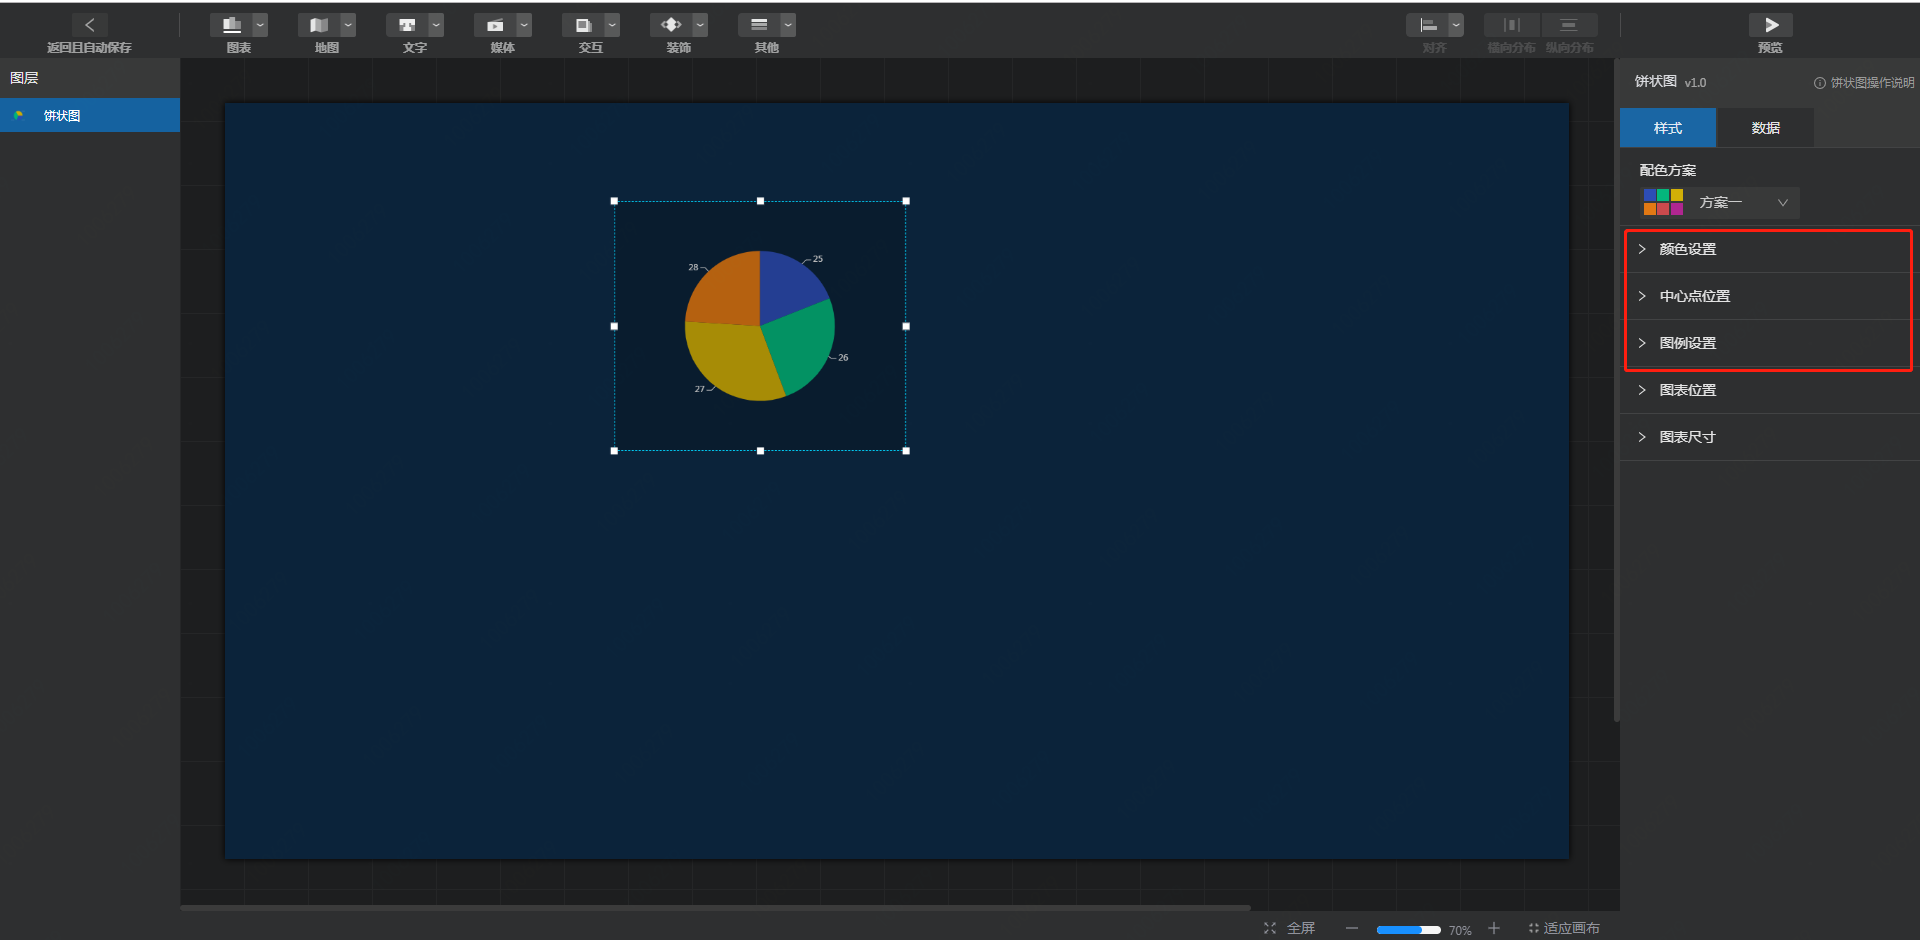 返回且自动保存
图表
地图
文字
媒体
交互
装饰
其他
对齐
横向分布
纵向分布
预览
图层
饼状图
饼状图 v1.0
饼状图操作说明
样式
数据
配色方案
方案一
颜色设置
中心点位置
图例设置
图表位置
图表尺寸
28
25
26
27
全屏
70%
适应画布